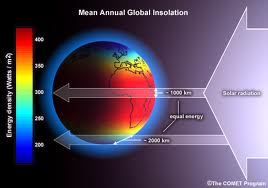 Mean Annual Global Insolation
Energy density (Watts / m2)
400
350
300
250
200
~ 1000 km
Solar radiation
equal energy
~ 2000 km
©The COMET Program